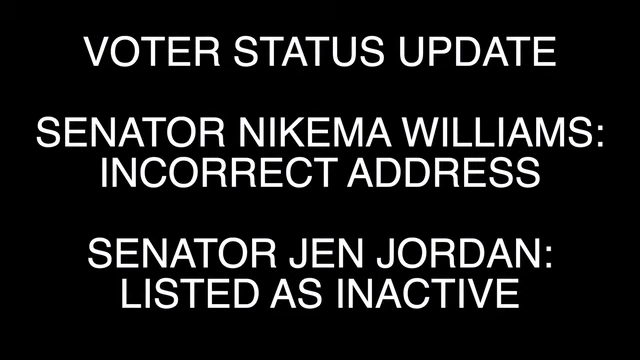 VOTER STATUS UPDATE
SENATOR NIKEMA WILLIAMS:
INCORRECT ADDRESS
SENATOR JEN JORDAN:
LISTED AS INACTIVE